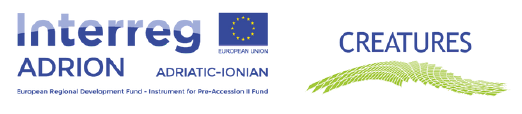 Interreg
EUROPEAN UNION
ADRION ADRIATIC-IONIAN
European Regional Development Fund - Instrument for Pre-Accession II Fund
CREATURES